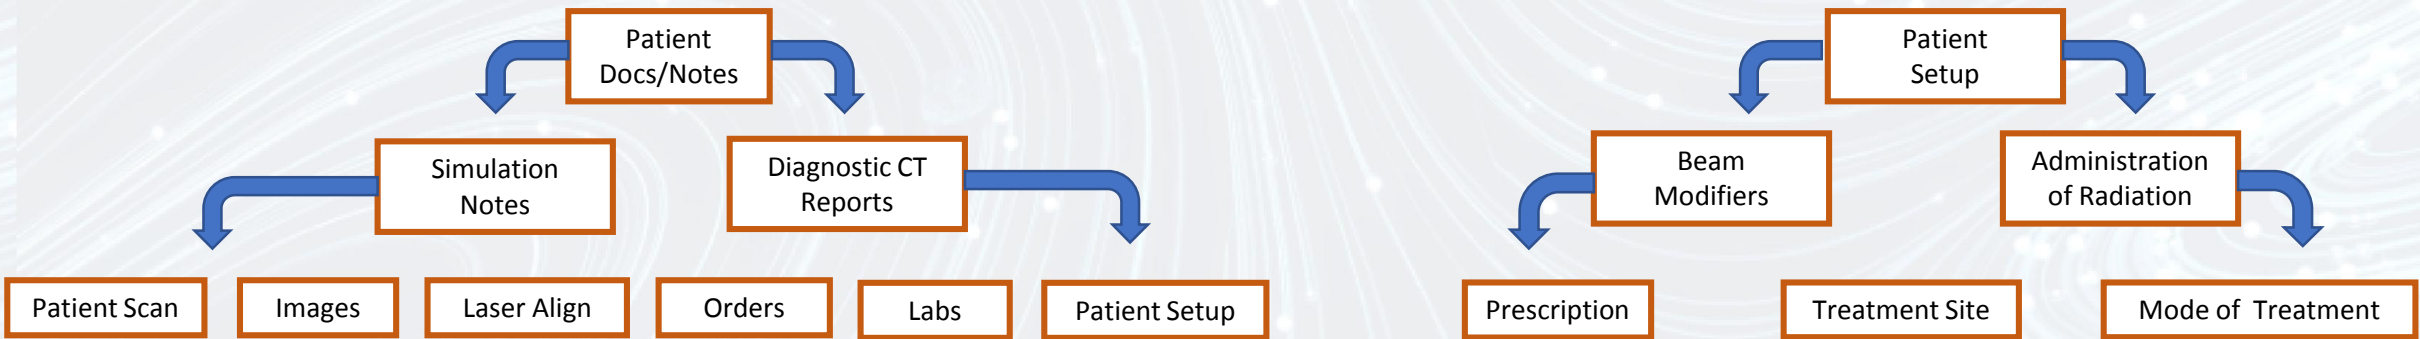 Patient
Docs/Notes
Patient
Setup
Simulation
Notes
Diagnostic CT
Reports
Beam
Modifiers
Administration
of Radiation
Patient Scan
Images
Laser Align
Orders
Labs
Patient Setup
Prescription
Treatment Site
Mode of Treatment